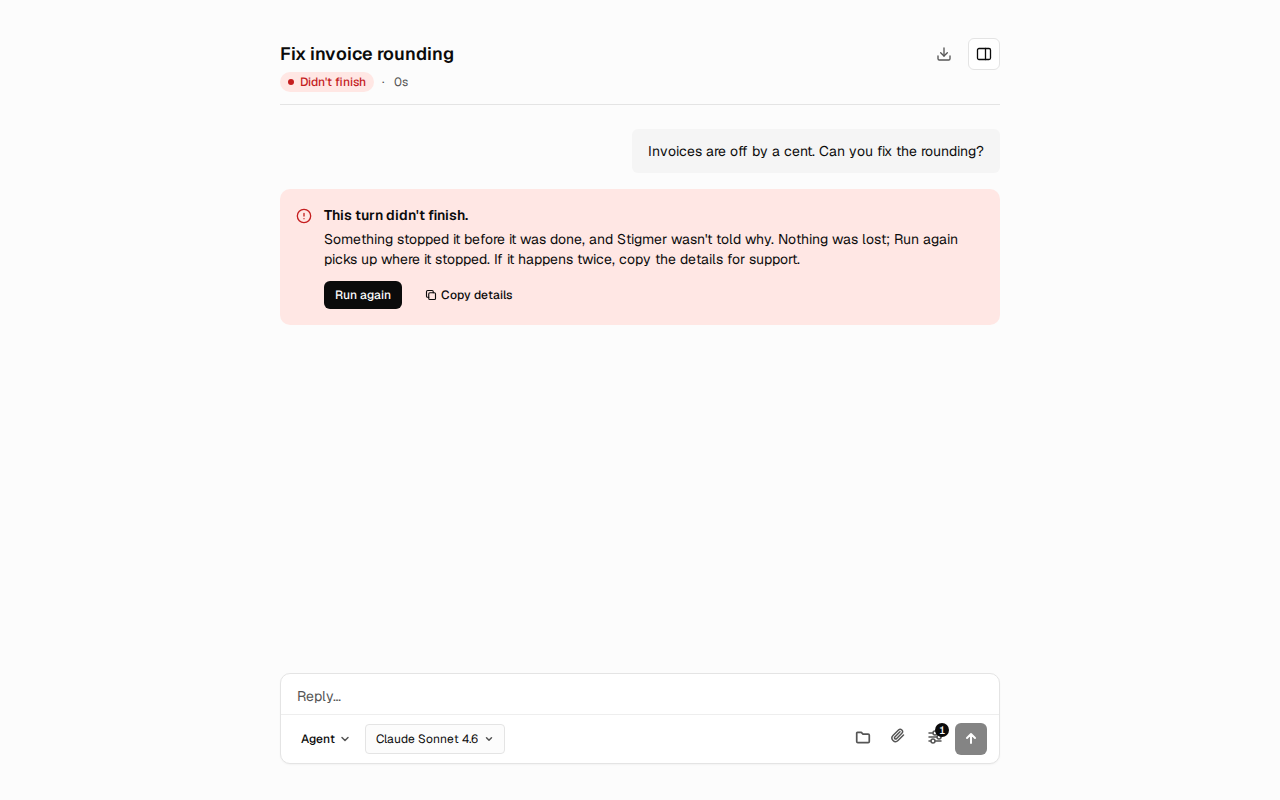 Fix invoice rounding
Didn't finish · 0s
Invoices are off by a cent. Can you fix the rounding?
This turn didn't finish.
Something stopped it before it was done, and Stigmer wasn't told why. Nothing was lost; Run again
picks up where it stopped. If it happens twice, copy the details for support.
Run again Copy details
Reply...
Agent Claude Sonnet 4.6 1